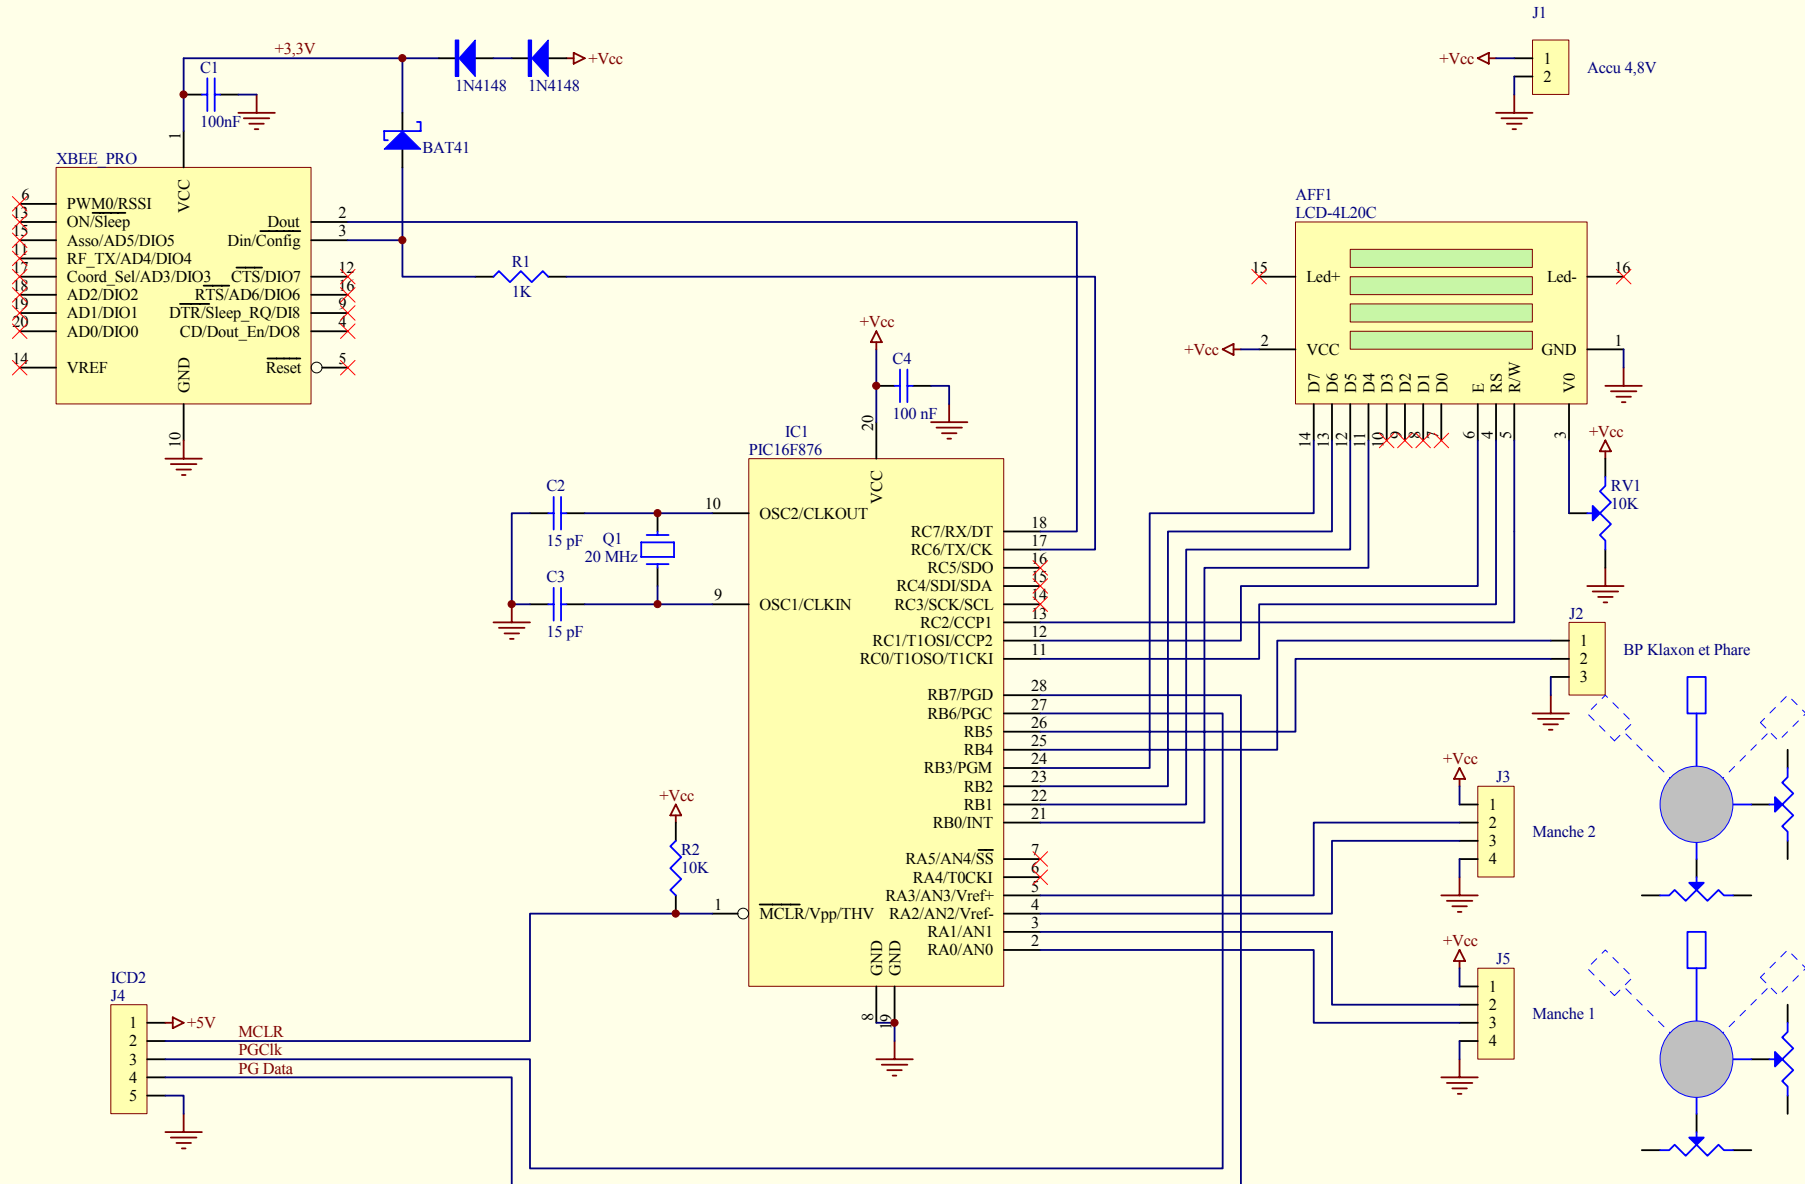 J1
+3,3V
+Vcc
+Vcc
1
2
Accu 4,8V
C1
100nF
1N4148
1N4148
BAT41
1
XBEE_PRO
VCC
6 PWM0/RSSI
13 ON/Sleep
15 Asso/AD5/DIO5
11 RF_TX/AD4/DIO4
17 Coord_Sel/AD3/DIO3
18 AD2/DIO2
19 AD1/DIO1
20 AD0/DIO0
14 VREF
Dout 2
Din/Config 3
CTS/DIO7 12
RTS/AD6/DIO6 16
DTR/Sleep_RQ/DI8 9
CD/Dout_En/DO8 4
Reset 5
GND
10
R1
1K
AFF1
LCD-4L20C
15 Led+
Led- 16
+Vcc 2 VCC
GND 1
D7 D6 D5 D4 D3 D2 D1 D0 E RS R/W V0
14 13 12 11 10 9 8 7 6 4 5 3
+Vcc
RV1
10K
+Vcc
C4
100 nF
20
IC1
PIC16F876
VCC
C2
15 pF
Q1
20 MHz
C3
15 pF
10 OSC2/CLKOUT
9 OSC1/CLKIN
RC7/RX/DT 18
RC6/TX/CK 17
RC5/SDO 16
RC4/SDI/SDA 15
RC3/SCK/SCL 14
RC2/CCP1 13
RC1/T1OSI/CCP2 12
RC0/T1OSO/T1CKI 11
RB7/PGD 28
RB6/PGC 27
RB5 26
RB4 25
RB3/PGM 24
RB2 23
RB1 22
RB0/INT 21
RA5/AN4/SS 7
RA4/T0CKI 6
RA3/AN3/Vref+ 5
RA2/AN2/Vref- 4
RA1/AN1 3
RA0/AN0 2
+Vcc
R2
10K
1 MCLR/Vpp/THV
GND GND
8 19
J2
1
2
3
BP Klaxon et Phare
+Vcc
J3
1
2
3
4
Manche 2
+Vcc
J5
1
2
3
4
Manche 1
ICD2
J4
1 +5V
2 MCLR
3 PGClk
4 PG Data
5